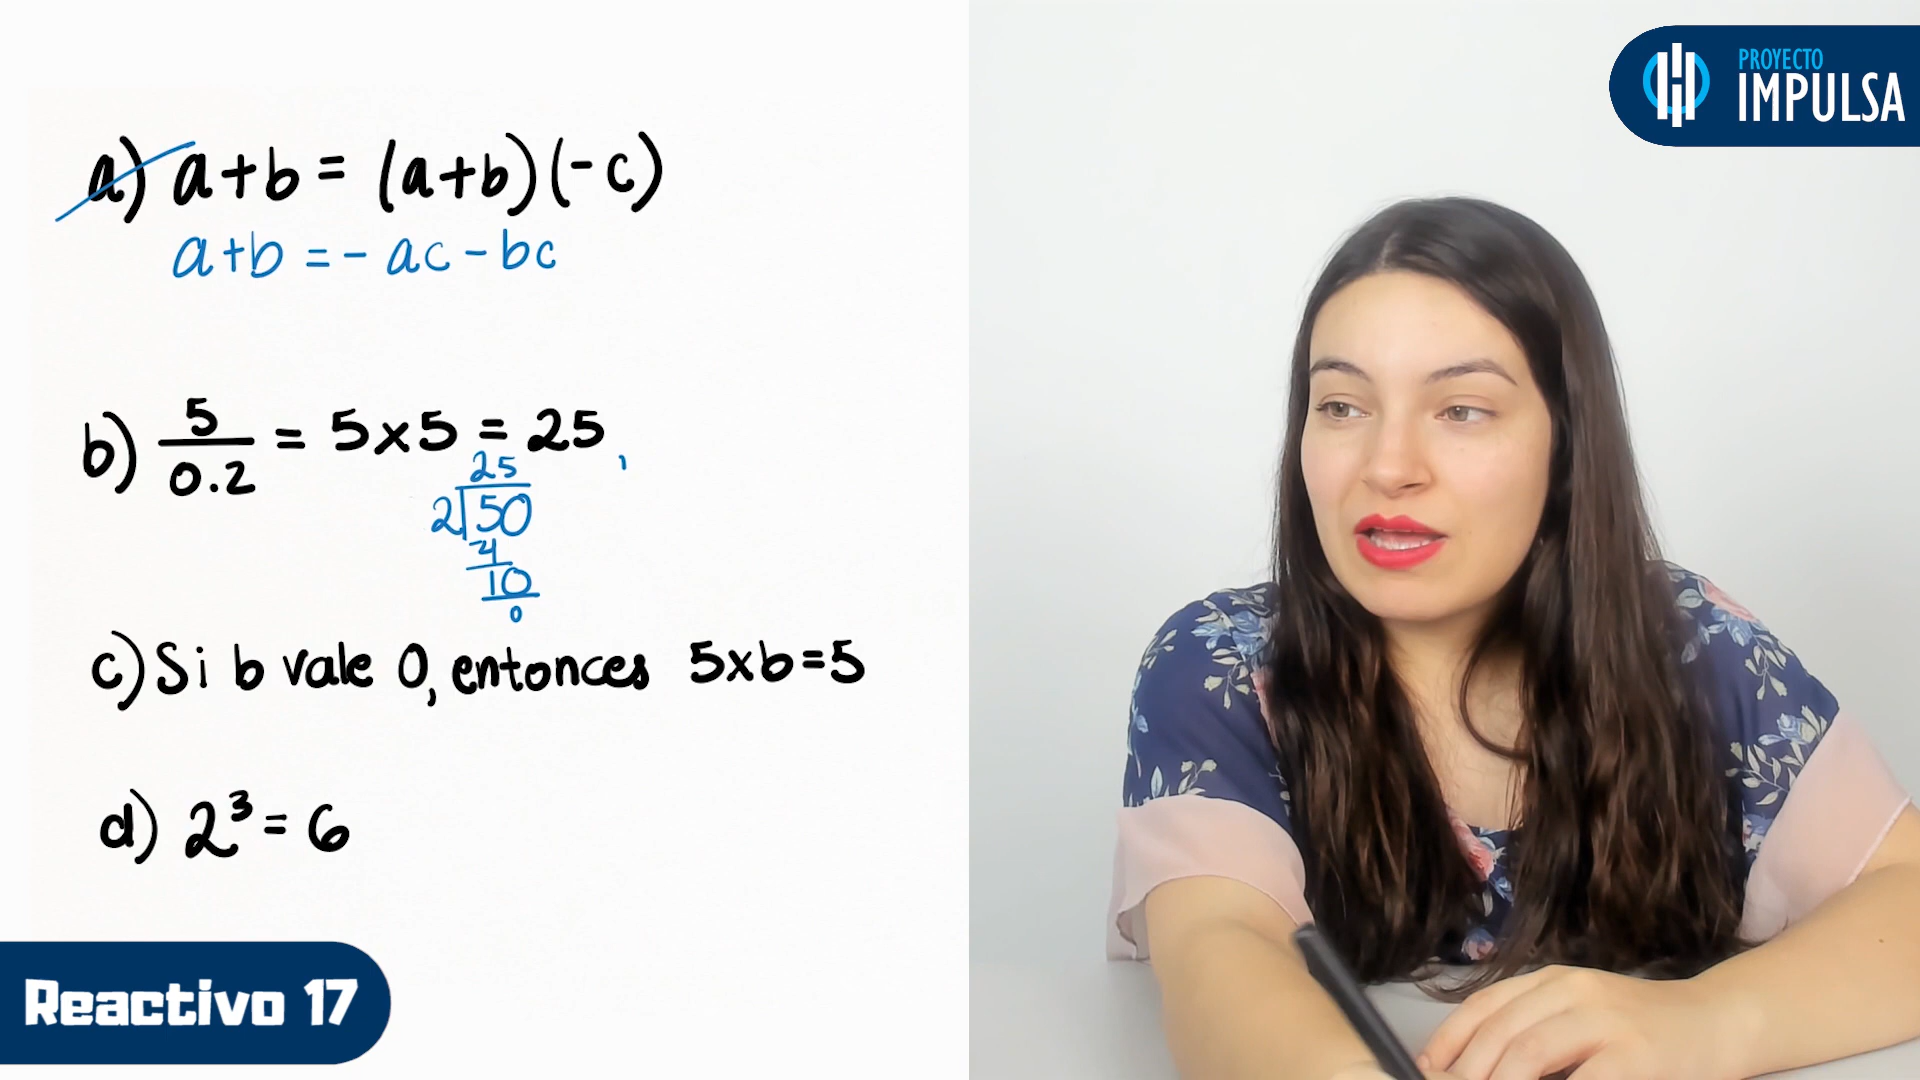 a) a+b = (a+b)(-c)
a+b = - ac - bc
b) 5/0.2 = 5x5 = 25
25
2 50
-4
10
0
c) Si b vale 0, entonces 5xb=5
d) 2³ = 6
Reactivo 17
PROYECTO
IMPULSA